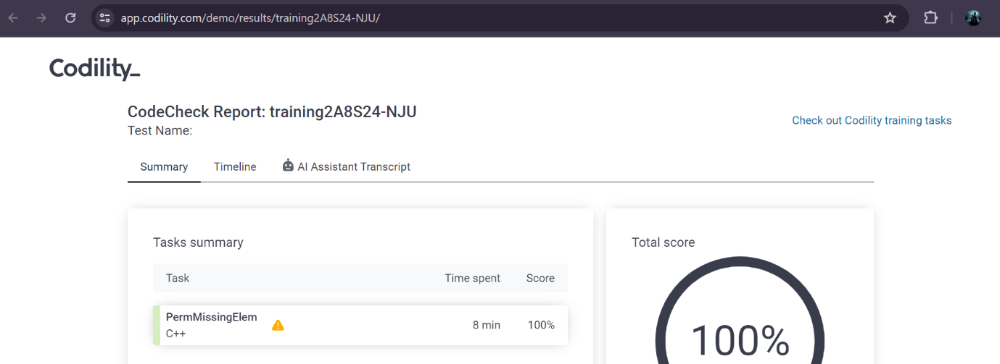 app.codility.com/demo/results/training2A8S24-NJU/
Codility_
CodeCheck Report: training2A8S24-NJU
Test Name:
Check out Codility training tasks
Summary Timeline AI Assistant Transcript
Tasks summary
Task Time spent Score
PermMissingElem
C++
8 min 100%
Total score
100%